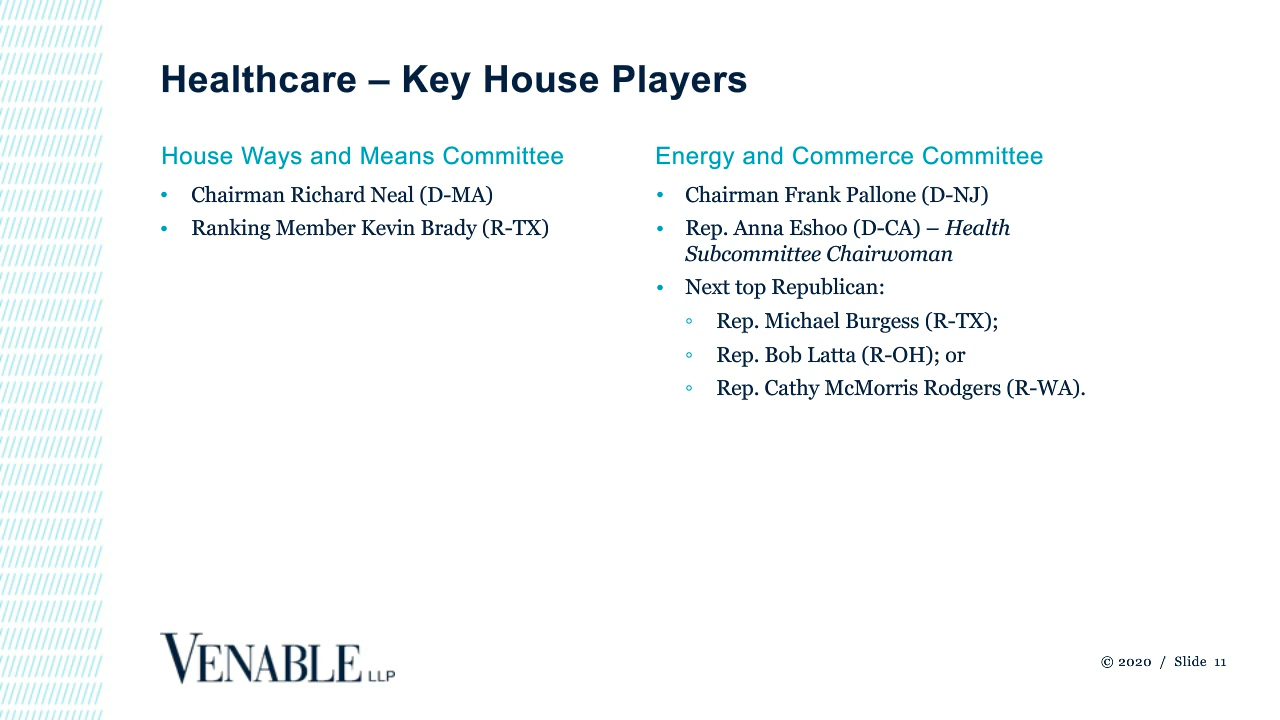 Healthcare – Key House Players
House Ways and Means Committee
• Chairman Richard Neal (D-MA)
• Ranking Member Kevin Brady (R-TX)
Energy and Commerce Committee
• Chairman Frank Pallone (D-NJ)
• Rep. Anna Eshoo (D-CA) – Health
Subcommittee Chairwoman
• Next top Republican:
◦ Rep. Michael Burgess (R-TX);
◦ Rep. Bob Latta (R-OH); or
◦ Rep. Cathy McMorris Rodgers (R-WA).
VENABLE LLP
© 2020 / Slide 11